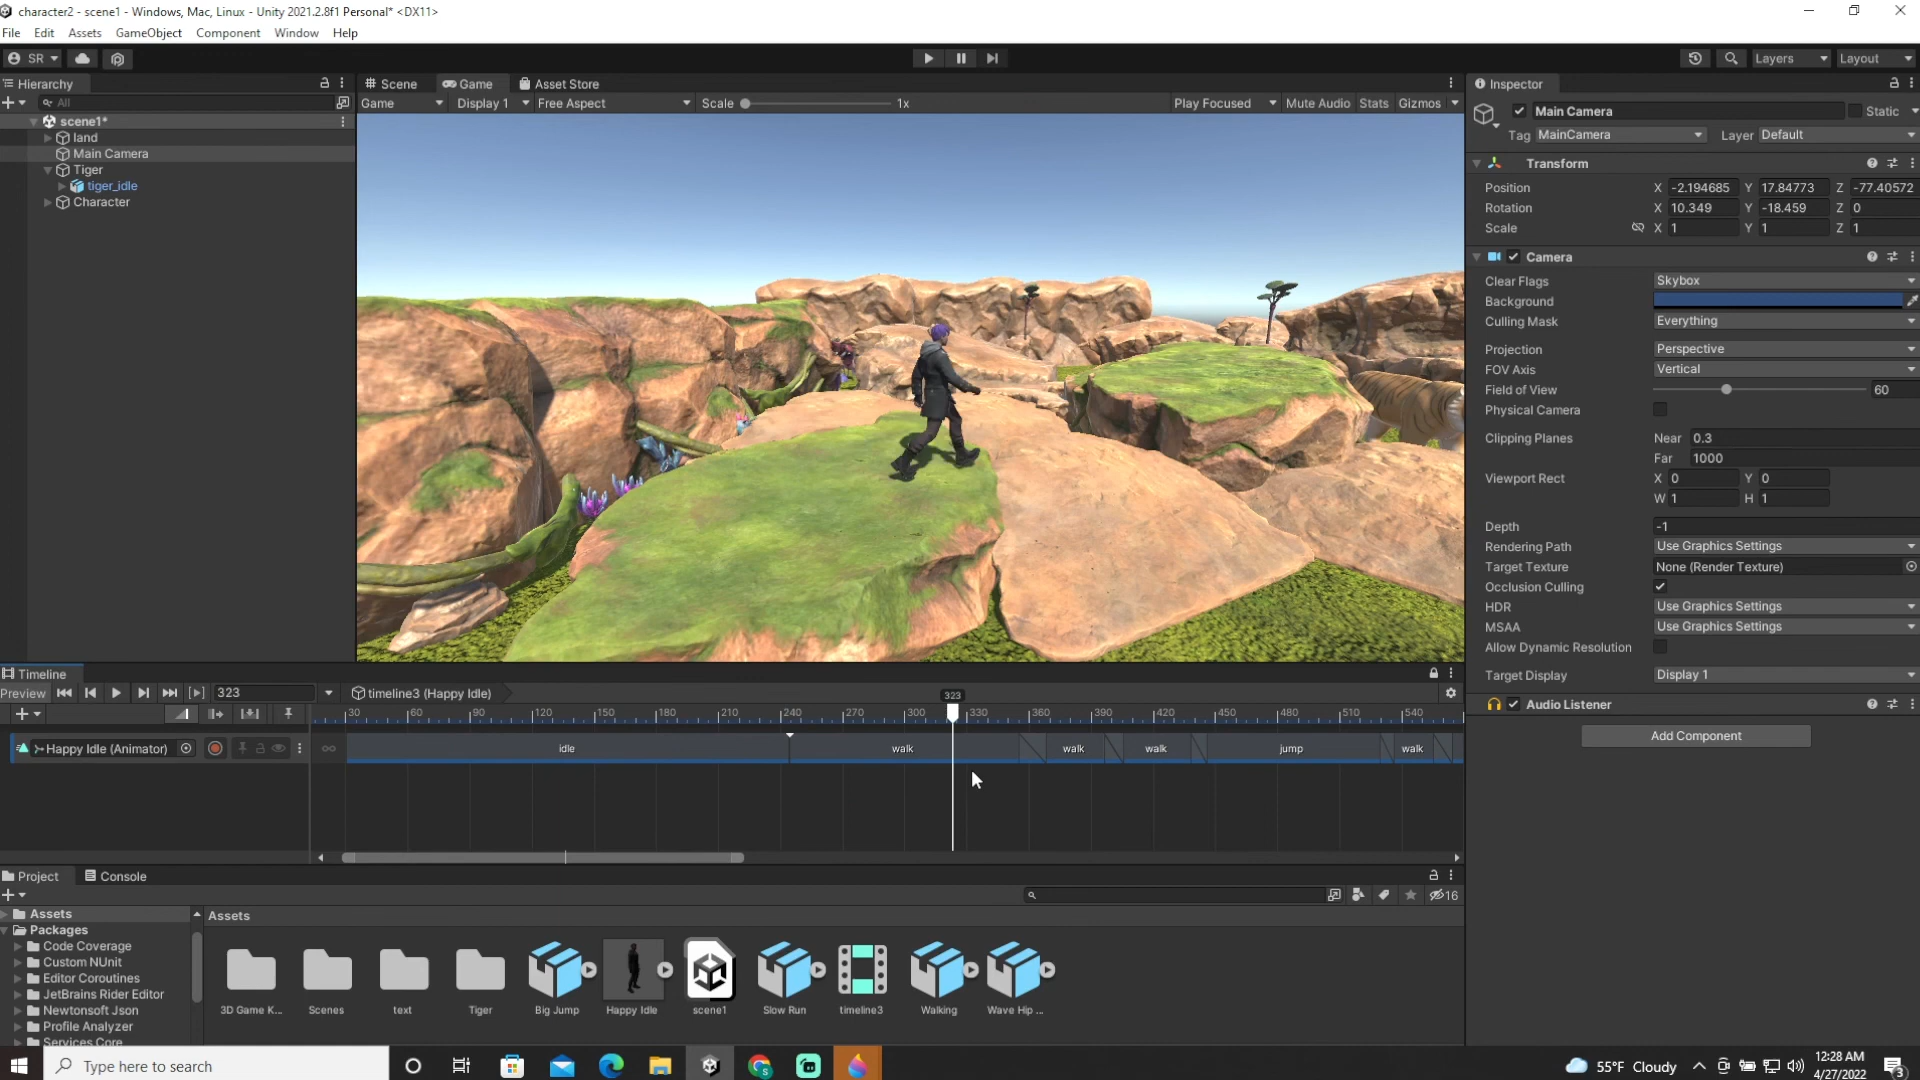 character2 - scene1 - Windows, Mac, Linux - Unity 2021.2.8f1 Personal* <DX11>
File Edit Assets GameObject Component Window Help
SR Layers Layout
Hierarchy
All
scene1*
land
Main Camera
Tiger
tiger_idle
Character
Scene Game Asset Store
Game Display 1 Free Aspect Scale 1x Play Focused Mute Audio Stats Gizmos
Inspector
Main Camera Static
Tag MainCamera Layer Default
Transform
Position X -2.194685 Y 17.84773 Z -77.40572
Rotation X 10.349 Y -18.459 Z 0
Scale X 1 Y 1 Z 1
Camera
Clear Flags Skybox
Background
Culling Mask Everything
Projection Perspective
FOV Axis Vertical
Field of View 60
Physical Camera
Clipping Planes Near 0.3
Far 1000
Viewport Rect X 0 Y 0
W 1 H 1
Depth -1
Rendering Path Use Graphics Settings
Target Texture None (Render Texture)
Occlusion Culling
HDR Use Graphics Settings
MSAA Use Graphics Settings
Allow Dynamic Resolution
Target Display Display 1
Audio Listener
Add Component
Timeline
Preview 323 timeline3 (Happy Idle) 323
30 60 90 120 150 180 210 240 270 300 330 360 390 420 450 480 510 540
Happy Idle (Animator) idle walk walk walk jump walk
Project Console
16
Assets
Packages
Code Coverage
Custom NUnit
Editor Coroutines
JetBrains Rider Editor
Newtonsoft Json
Profile Analyzer
Services Core
Assets
3D Game K... Scenes text Tiger Big Jump Happy Idle scene1 Slow Run timeline3 Walking Wave Hip ...
Type here to search
55°F Cloudy
12:28 AM
4/27/2022
3